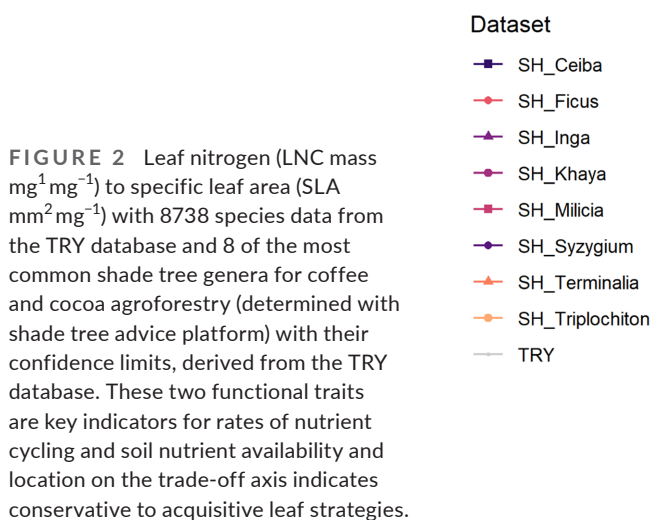 FIGURE 2 Leaf nitrogen (LNC mass
mg¹ mg⁻¹) to specific leaf area (SLA
mm² mg⁻¹) with 8738 species data from
the TRY database and 8 of the most
common shade tree genera for coffee
and cocoa agroforestry (determined with
shade tree advice platform) with their
confidence limits, derived from the TRY
database. These two functional traits
are key indicators for rates of nutrient
cycling and soil nutrient availability and
location on the trade-off axis indicates
conservative to acquisitive leaf strategies.
Dataset
SH_Ceiba
SH_Ficus
SH_Inga
SH_Khaya
SH_Milicia
SH_Syzygium
SH_Terminalia
SH_Triplochiton
TRY